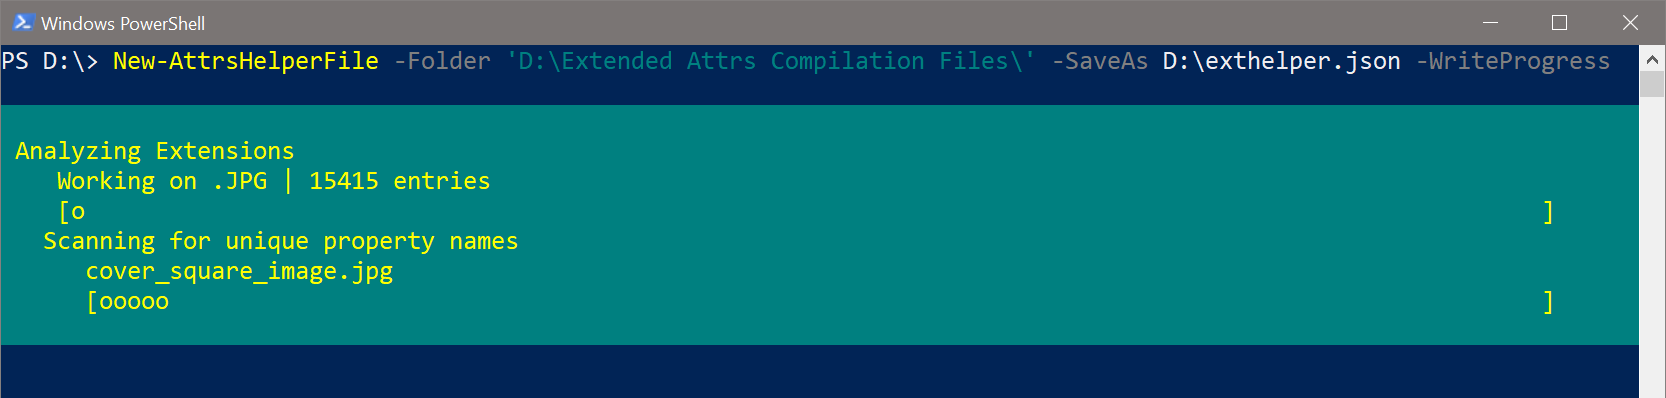 Windows PowerShell
PS D:\> New-AttrsHelperFile -Folder 'D:\Extended Attrs Compilation Files\' -SaveAs D:\exthelper.json -WriteProgress
Analyzing Extensions
Working on .JPG | 15415 entries
[o ]
Scanning for unique property names
cover_square_image.jpg
[ooooo ]